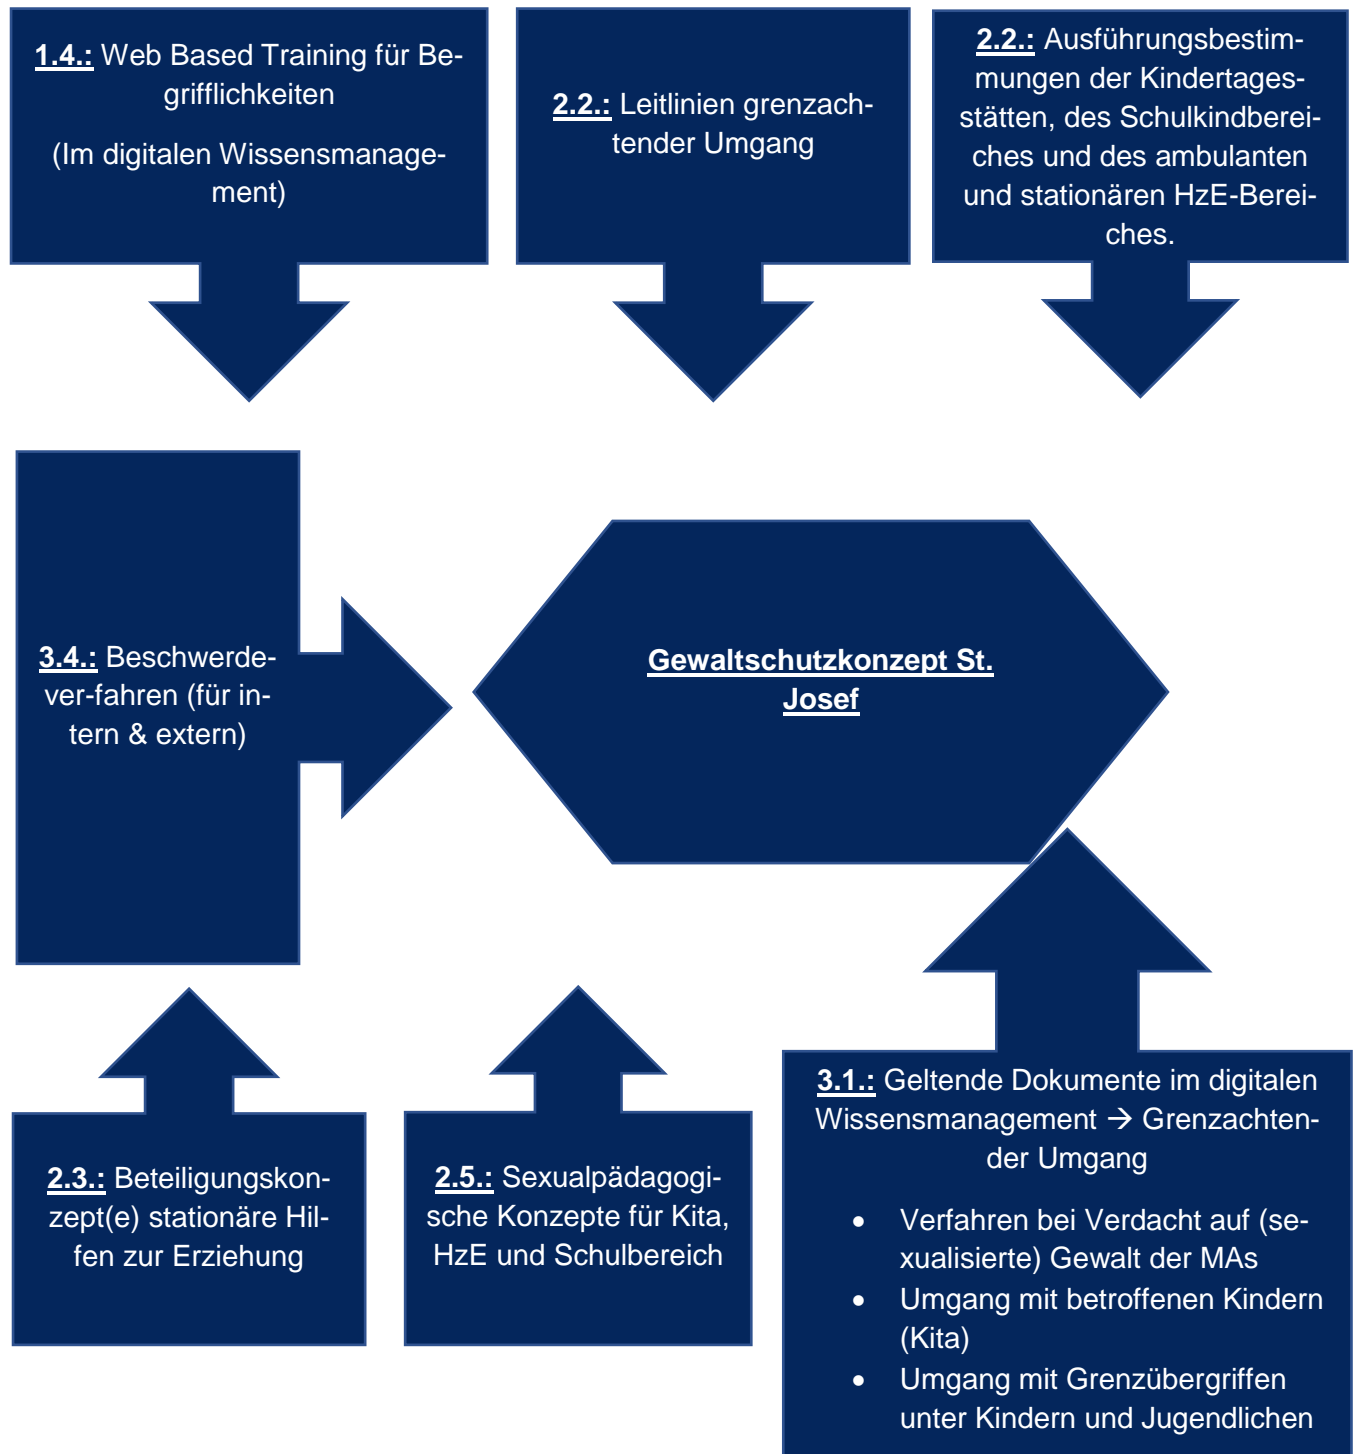 1.4.: Web Based Training für Be-
grifflichkeiten
(Im digitalen Wissensmanage-
ment)
2.2.: Leitlinien grenzach-
tender Umgang
2.2.: Ausführungsbestim-
mungen der Kindertages-
stätten, des Schulkindberei-
ches und des ambulanten
und stationären HzE-Berei-
ches.
3.4.: Beschwerde-
ver-fahren (für in-
tern & extern)
Gewaltschutzkonzept St.
Josef
2.3.: Beteiligungskon-
zept(e) stationäre Hil-
fen zur Erziehung
2.5.: Sexualpädagogi-
sche Konzepte für Kita,
HzE und Schulbereich
3.1.: Geltende Dokumente im digitalen
Wissensmanagement → Grenzachten-
der Umgang
• Verfahren bei Verdacht auf (se-
xualisierte) Gewalt der MAs
• Umgang mit betroffenen Kindern
(Kita)
• Umgang mit Grenzübergriffen
unter Kindern und Jugendlichen